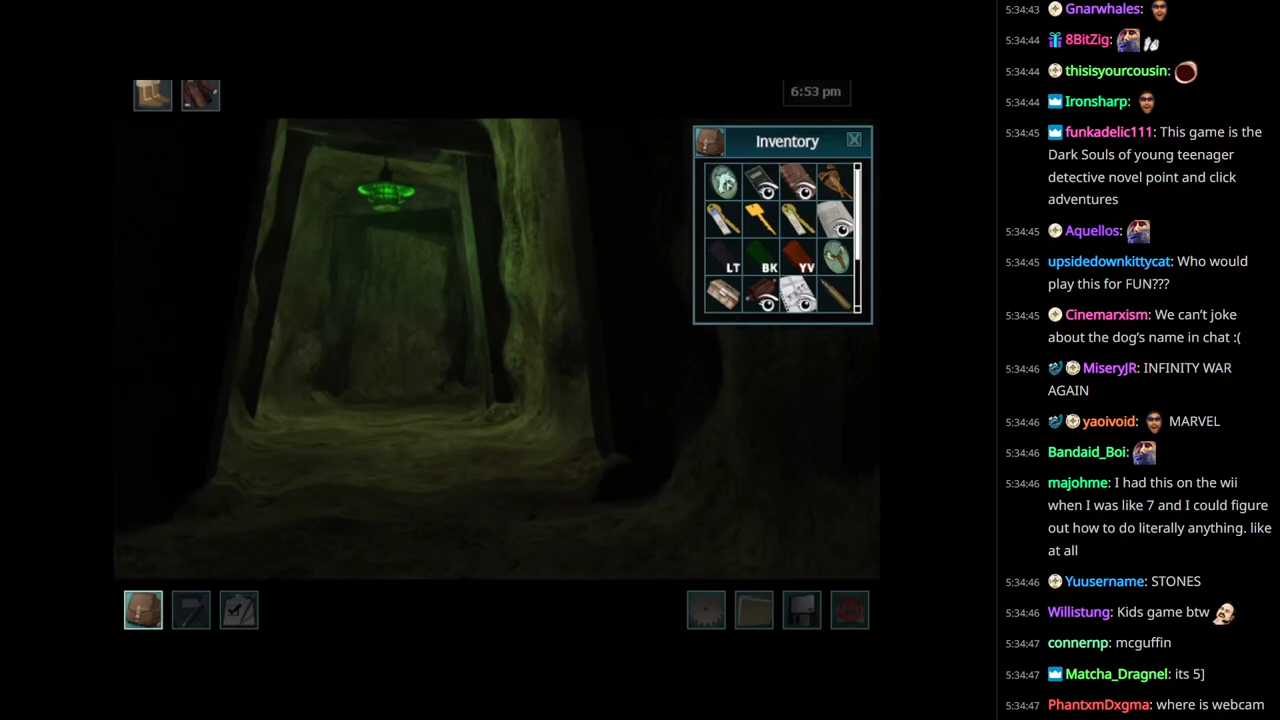 6:53 pm
Inventory
LT
BK
YV
5:34:43 Gnarwhales:
5:34:44 8BitZig:
5:34:44 thisisyourcousin:
5:34:44 Ironsharp:
5:34:45 funkadelic111: This game is the
Dark Souls of young teenager
detective novel point and click
adventures
5:34:45 Aquellos:
5:34:45 upsidedownkittycat: Who would
play this for FUN???
5:34:45 Cinemarxism: We can't joke
about the dog's name in chat :(
5:34:46 MiseryJR: INFINITY WAR
AGAIN
5:34:46 yaoivoid: MARVEL
5:34:46 Bandaid_Boi:
5:34:46 majohme: I had this on the wii
when I was like 7 and I could figure
out how to do literally anything. like
at all
5:34:46 Yuusername: STONES
5:34:46 Willistung: Kids game btw
5:34:47 connernp: mcguffin
5:34:47 Matcha_Dragnel: its 5]
5:34:47 PhantxmDxgma: where is webcam